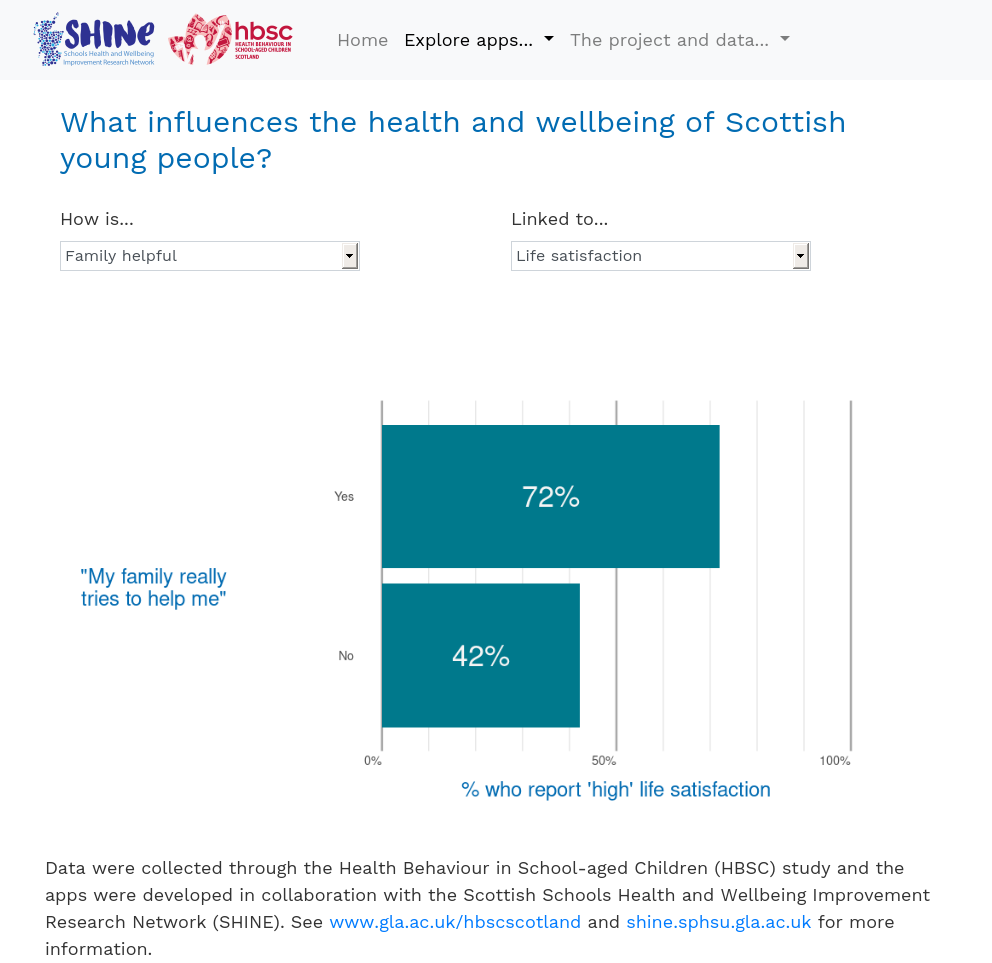 SHINE
Schools Health and Wellbeing
Improvement Research Network
hbsc
HEALTH BEHAVIOUR IN
SCHOOL-AGED CHILDREN
SCOTLAND
Home Explore apps... The project and data...
What influences the health and wellbeing of Scottish
young people?
How is... Linked to...
Family helpful Life satisfaction
Yes 72%
"My family really
tries to help me"
No 42%
0% 50% 100%
% who report 'high' life satisfaction
Data were collected through the Health Behaviour in School-aged Children (HBSC) study and the
apps were developed in collaboration with the Scottish Schools Health and Wellbeing Improvement
Research Network (SHINE). See www.gla.ac.uk/hbscscotland and shine.sphsu.gla.ac.uk for more
information.